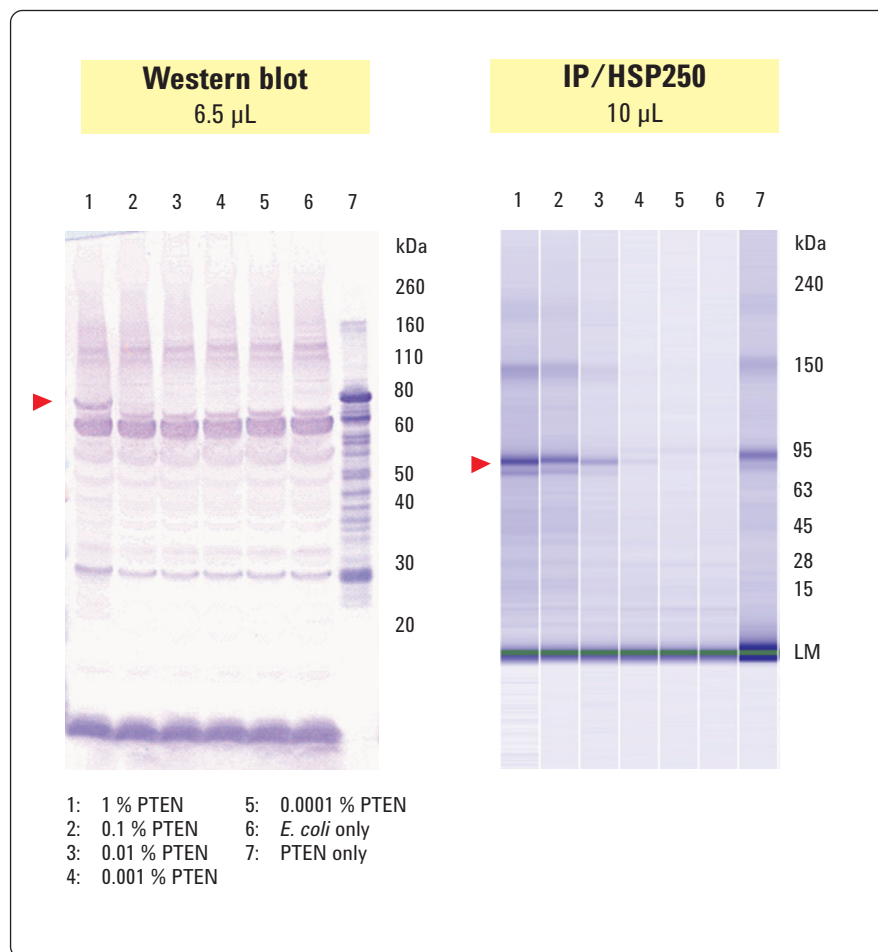 Western blot
6.5 µL
1 2 3 4 5 6 7
kDa
260
160
110
80
60
50
40
30
20
IP/HSP250
10 µL
1 2 3 4 5 6 7
kDa
240
150
95
63
45
28
15
LM
1: 1 % PTEN
2: 0.1 % PTEN
3: 0.01 % PTEN
4: 0.001 % PTEN
5: 0.0001 % PTEN
6: E. coli only
7: PTEN only